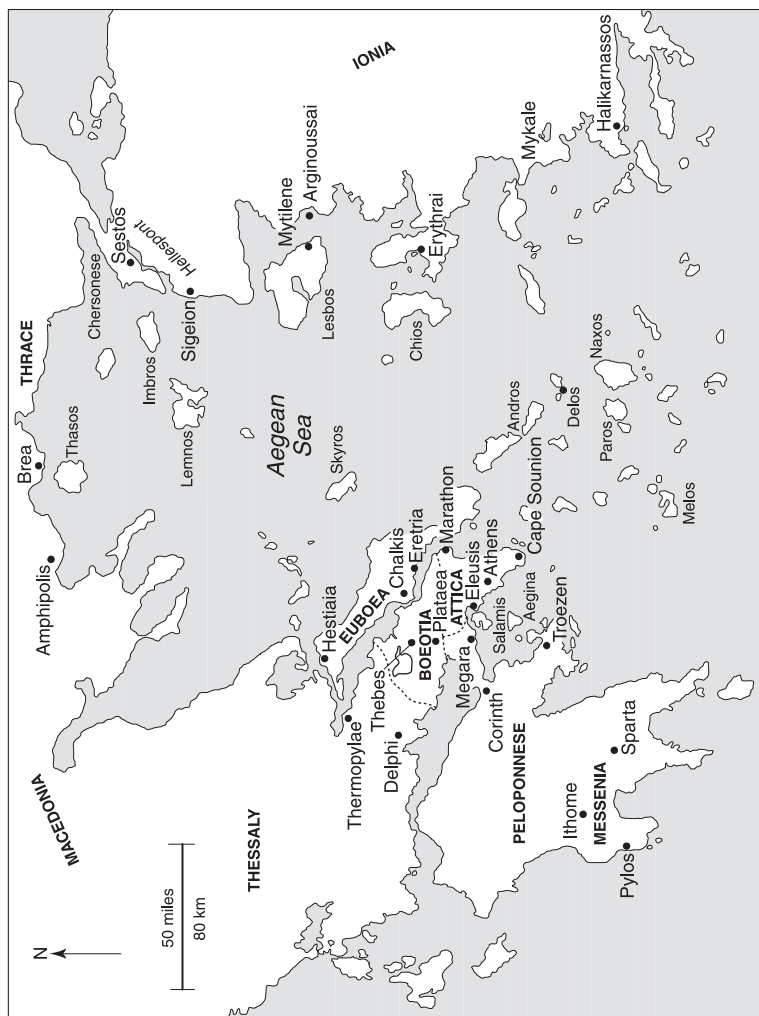 N
50 miles
80 km
MACEDONIA
THRACE
Amphipolis
Brea
Thasos
Chersonese
Sestos
Hellespont
Imbros
Sigeion
Lemnos
THESSALY
Aegean
Sea
IONIA
Mytilene
Arginoussai
Lesbos
Skyros
Hestiaia
EUBOEA
Chalkis
Eretria
Thermopylae
Thebes
Delphi
BOEOTIA
Plataea
Marathon
ATTICA
Eleusis
Athens
Cape Sounion
Megara
Salamis
Aegina
Troezen
Corinth
Chios
Erythrai
Andros
Mykale
Delos
Naxos
Paros
Halikarnassos
PELOPONNESE
Ithome
MESSENIA
Sparta
Pylos
Melos